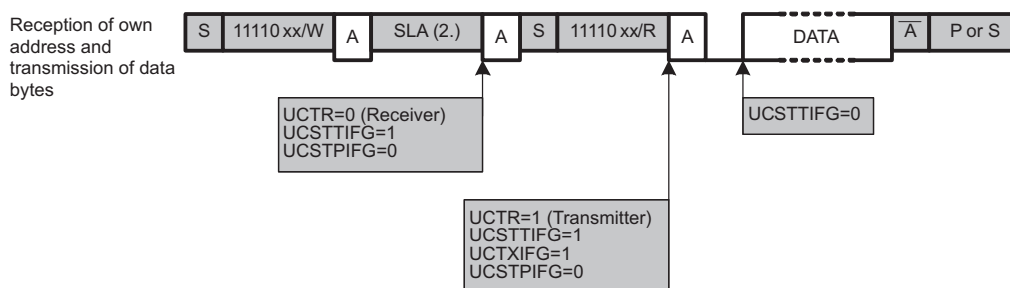 Reception of own
address and
transmission of data
bytes
S 11110 xx/W A SLA (2.) A S 11110 xx/R A DATA A P or S
UCTR=0 (Receiver)
UCSTTIFG=1
UCSTPIFG=0
UCSTTIFG=0
UCTR=1 (Transmitter)
UCSTTIFG=1
UCTXIFG=1
UCSTPIFG=0